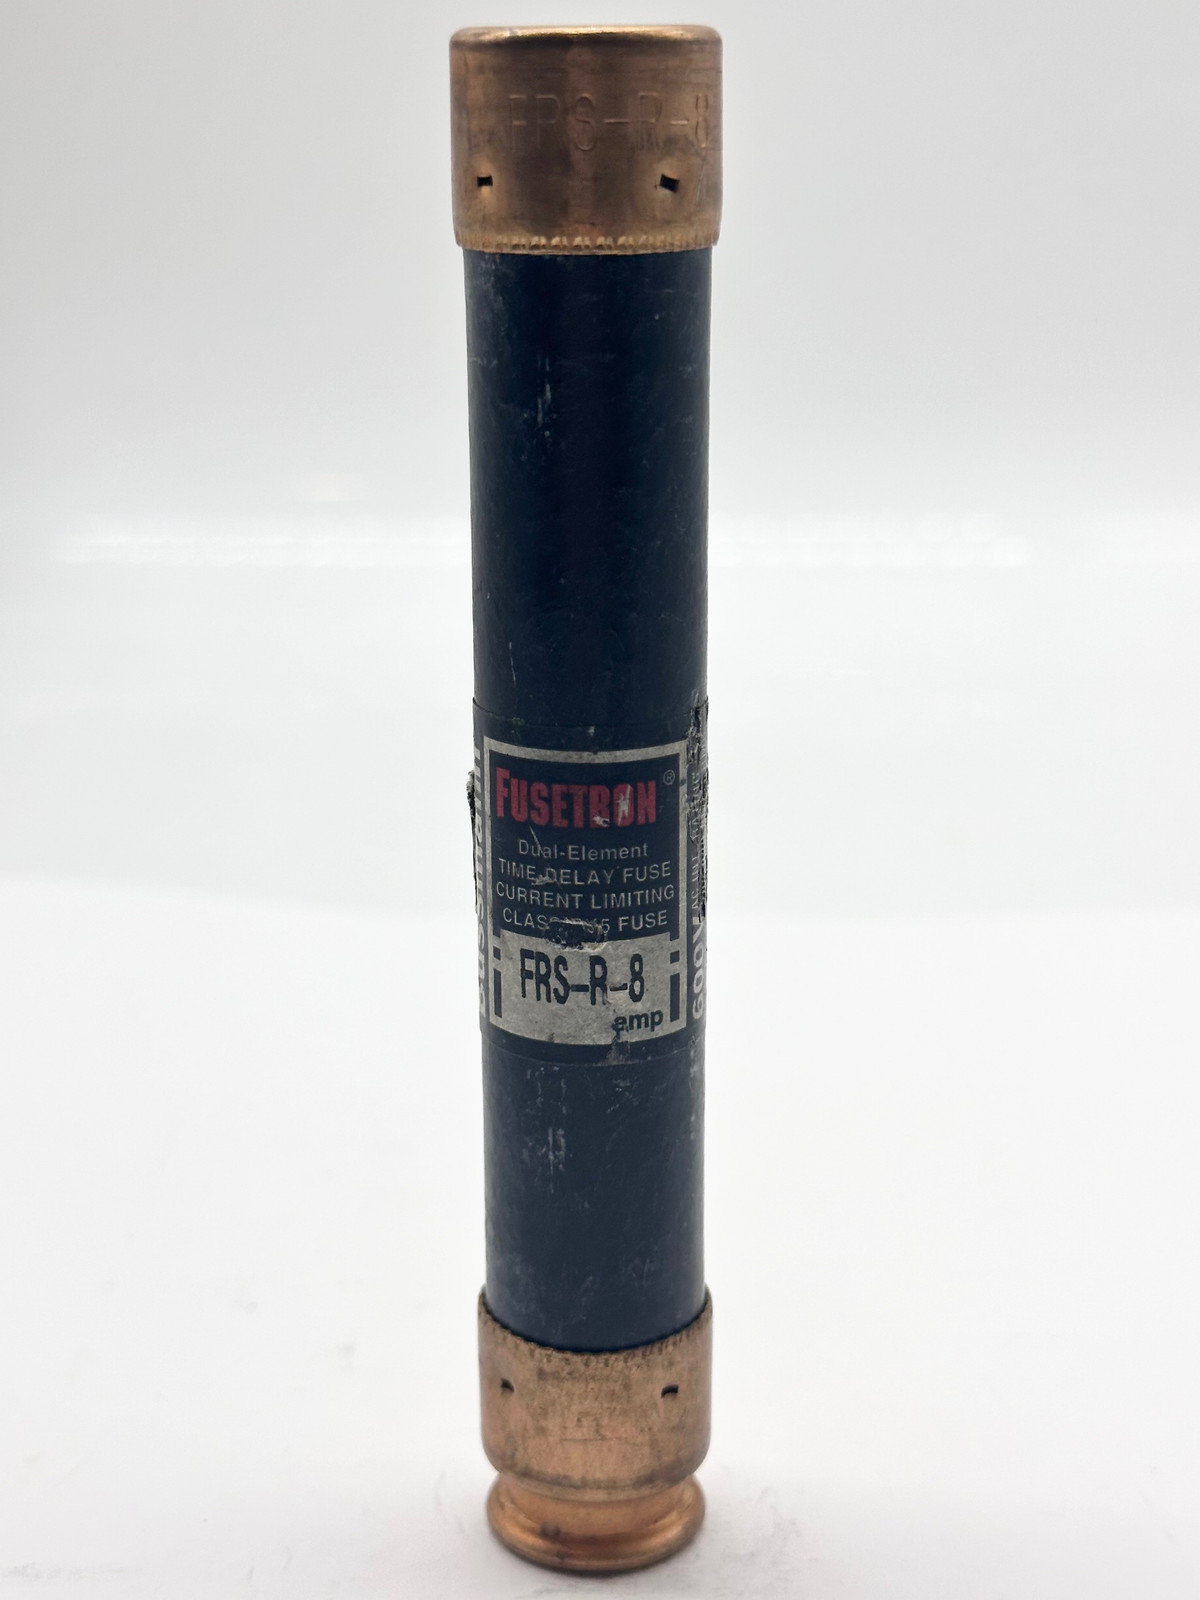 FRS-R-8
FUSETRON®
Dual-Element
TIME-DELAY FUSE
CURRENT LIMITING
FUSE
FRS-R-8
amp
600V